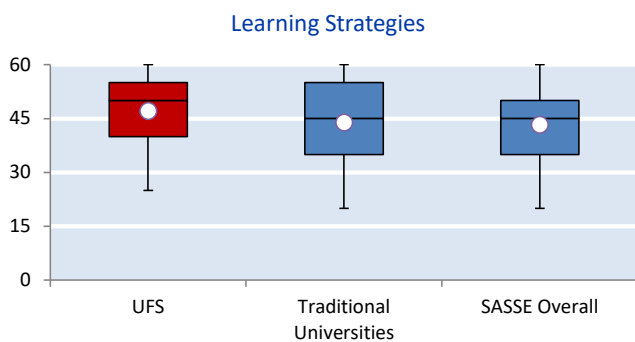 Learning Strategies
60
45
30
15
0
UFS
Traditional
Universities
SASSE Overall